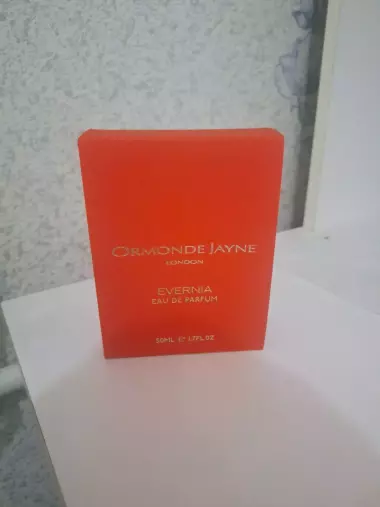 ORMONDE JAYNE
LONDON
EVERNIA
EAU DE PARFUM
50ML ℮ 1.7FL.OZ